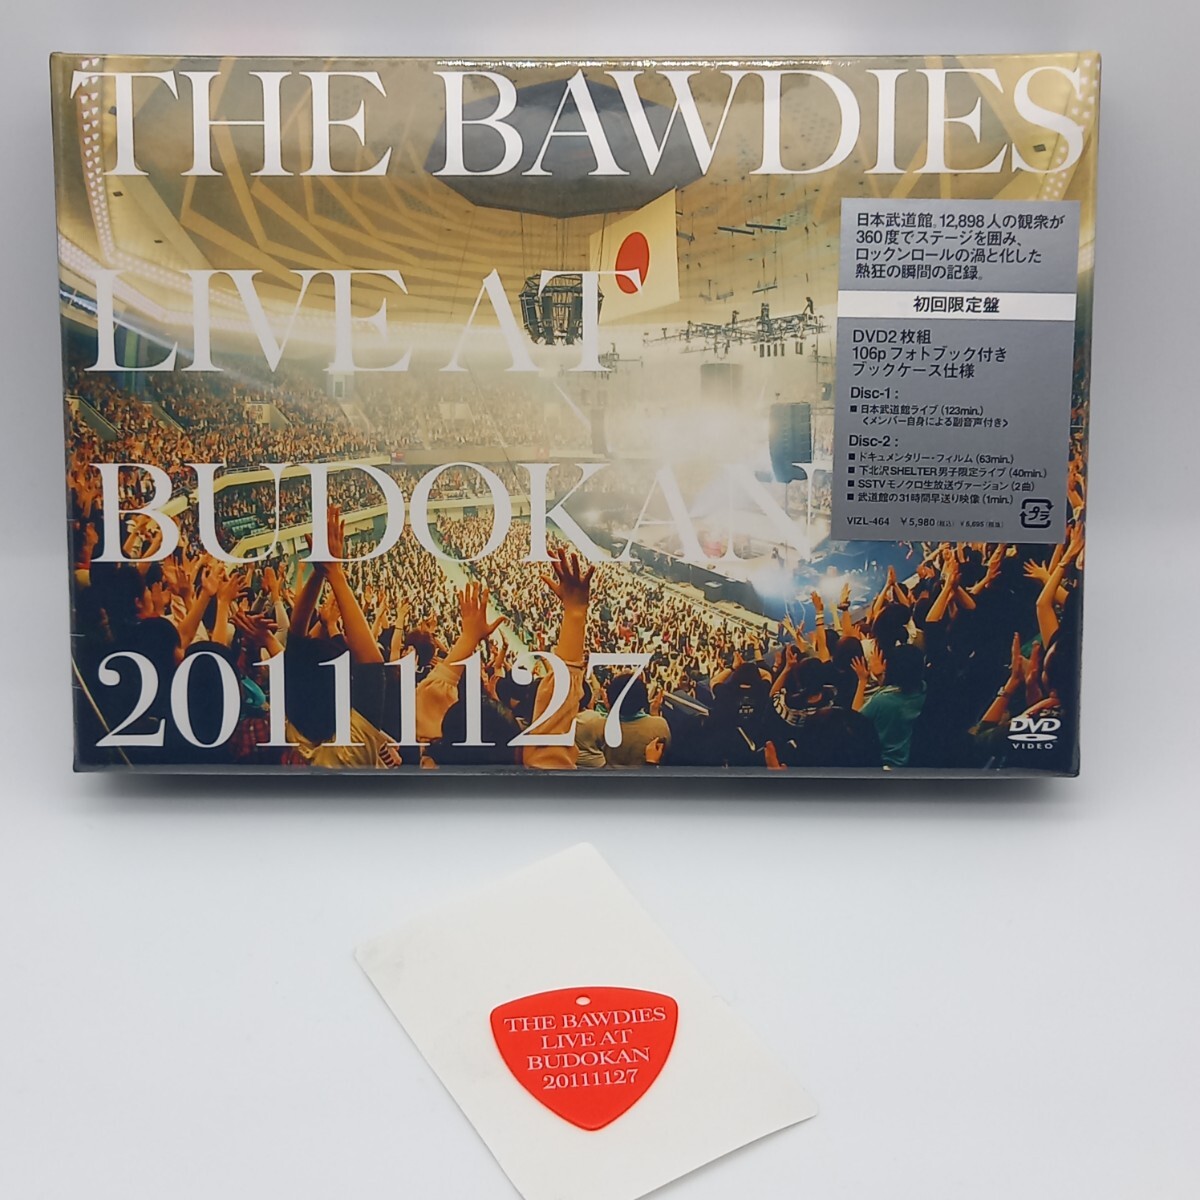 THE BAWDIES
LIVE AT
BUDOKAN
20111127
日本武道館。12,898人の観衆が
360度でステージを囲み、
ロックンロールの渦と化した
熱狂の瞬間の記録。
初回限定盤
DVD2枚組
106pフォトブック付き
ブックケース仕様
Disc-1：
■日本武道館ライブ（123min.）
<メンバー自身による副音声付き>
Disc-2：
■ドキュメンタリー・フィルム（63min.）
■下北沢SHELTER男子限定ライブ（40min.）
■SSTVモノクロ生放送ヴァージョン（2曲）
■武道館の31時間早送り映像（1min.）
VIZL-464 ￥5,980（税込）￥5,695（税抜）
プラ
DVD
VIDEO
THE BAWDIES
LIVE AT
BUDOKAN
20111127